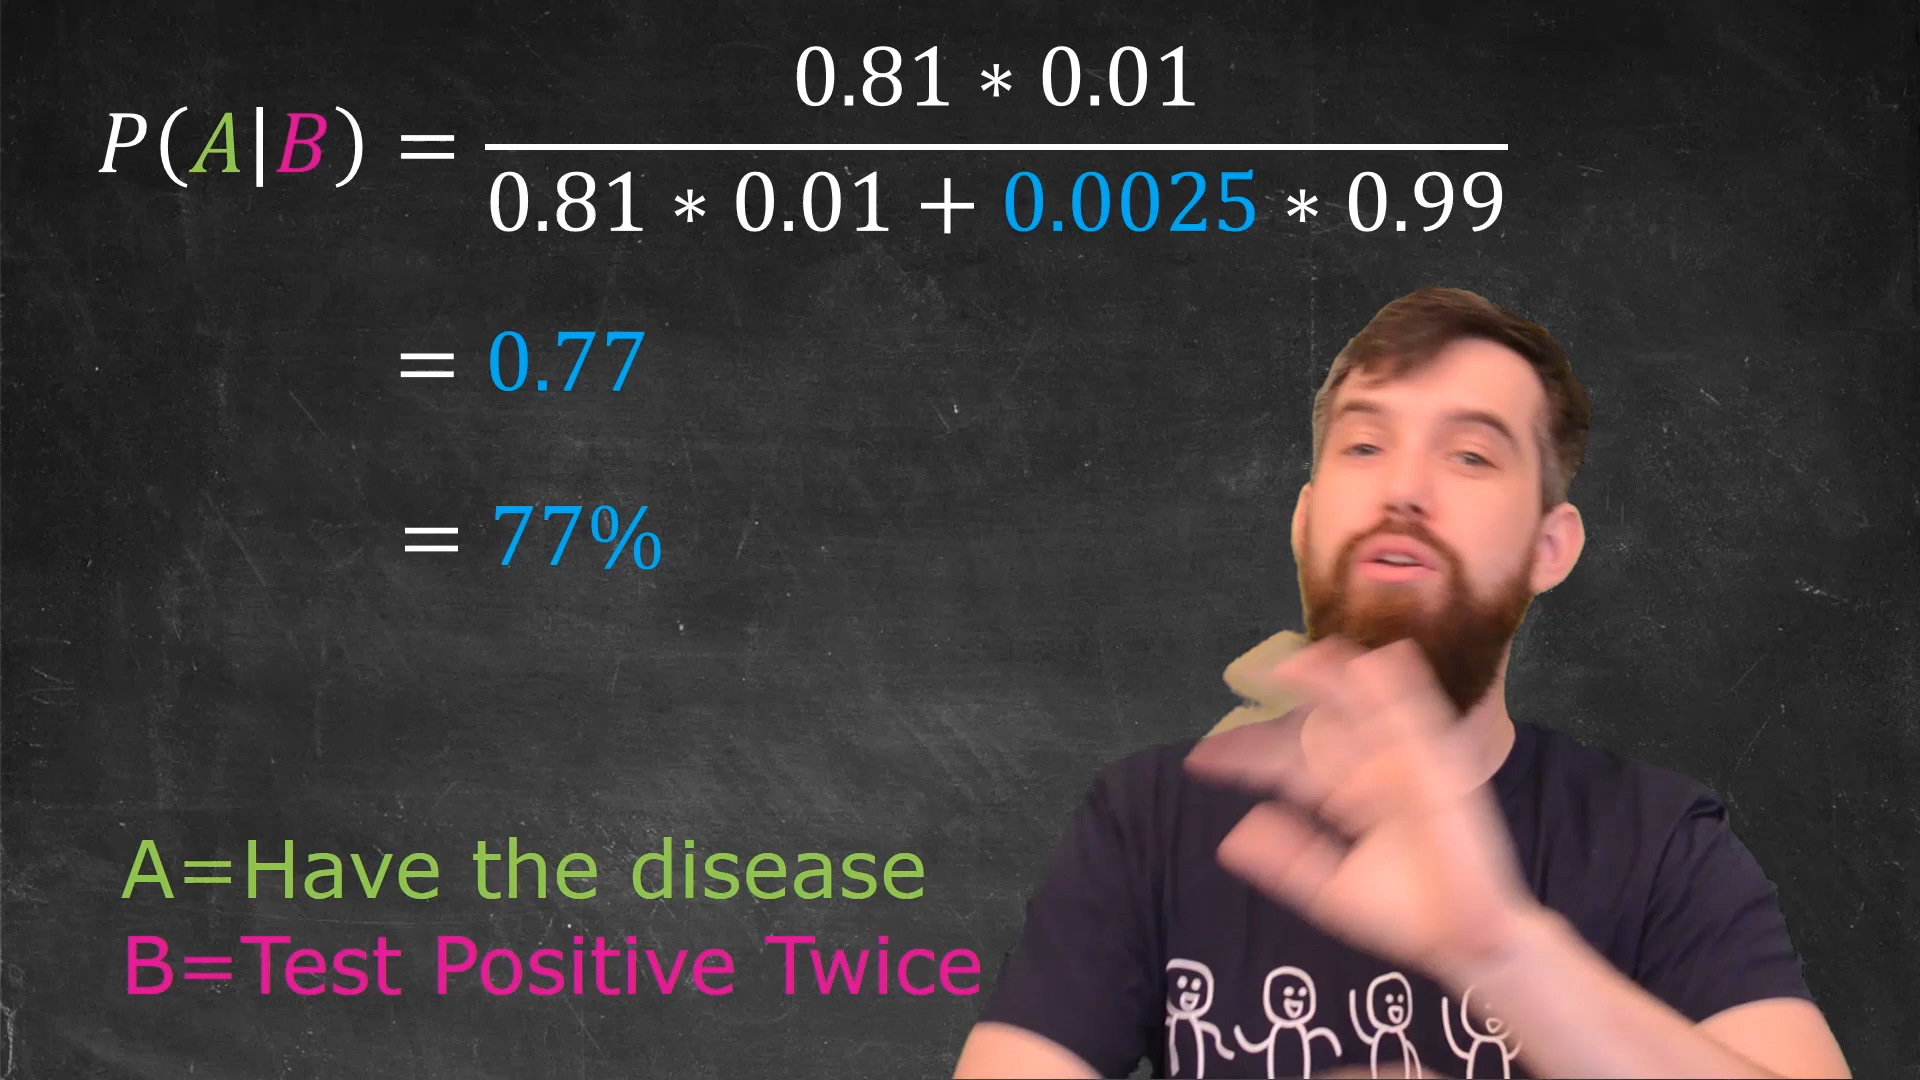 0.81 * 0.01
P(A|B) =
0.81 * 0.01 + 0.0025 * 0.99
= 0.77
= 77%
A=Have the disease
B=Test Positive Twice